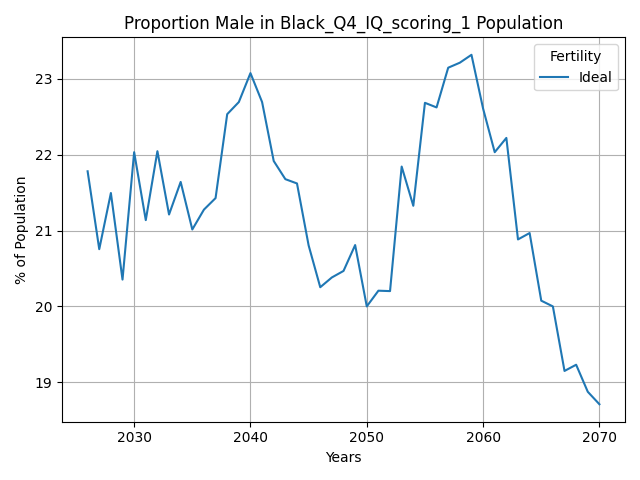 Proportion Male in Black_Q4_IQ_scoring_1 Population
Fertility
Ideal
% of Population
23
22
21
20
19
2030 2040 2050 2060 2070
Years